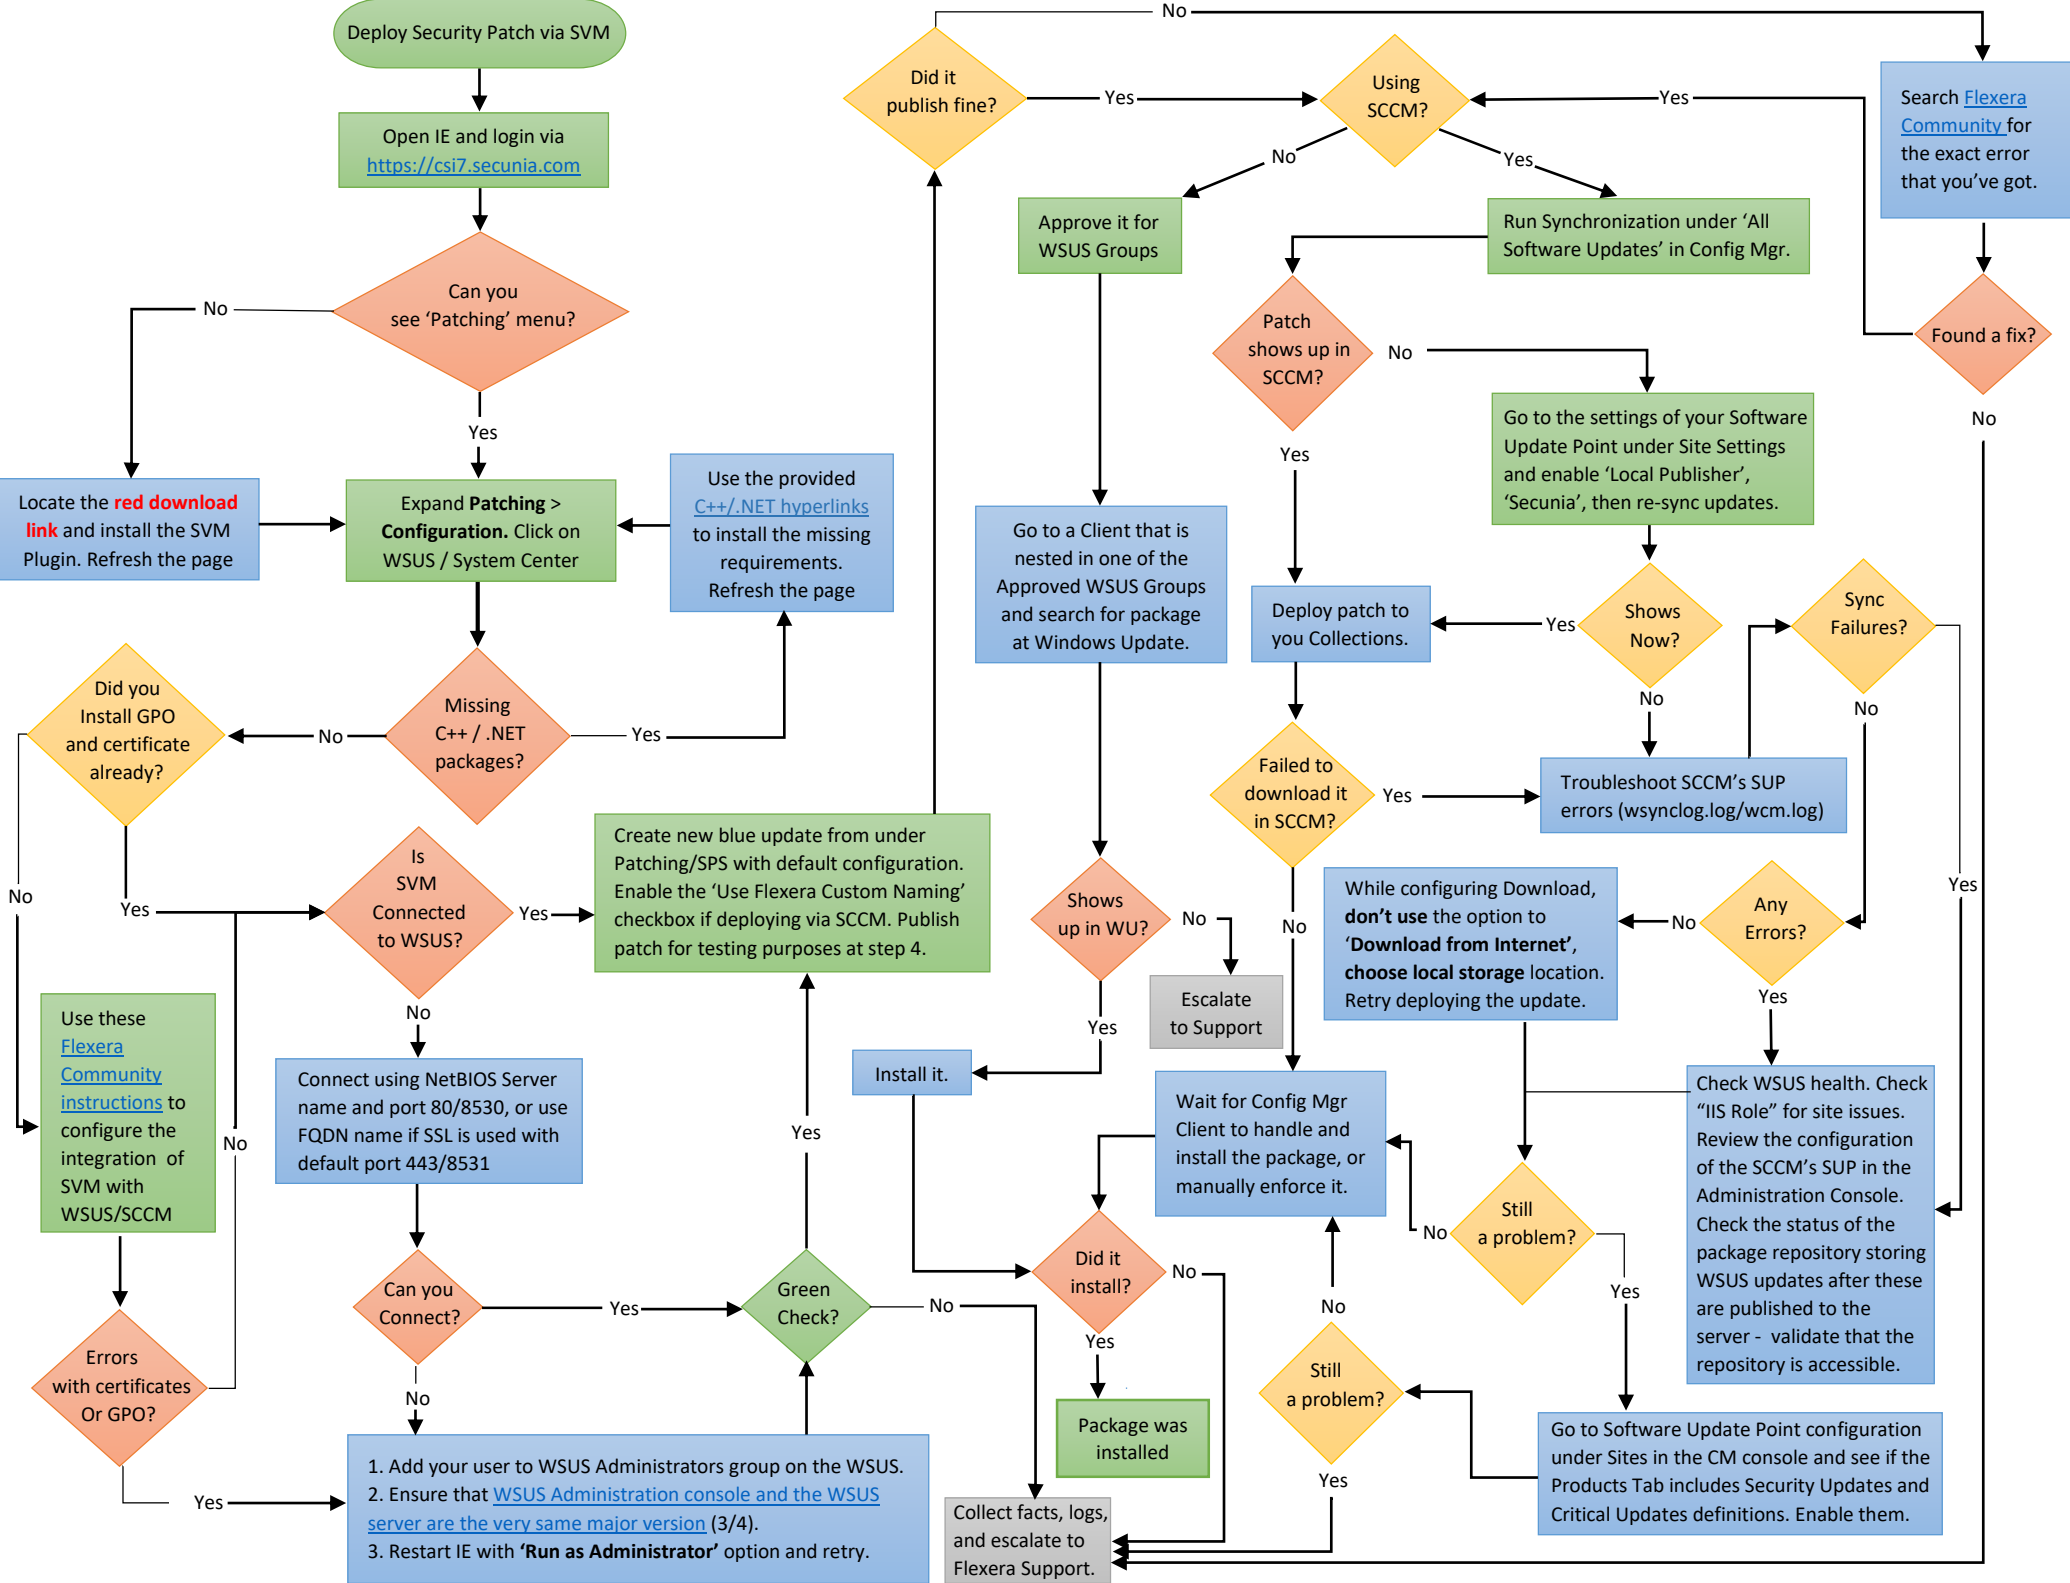 Deploy Security Patch via SVM
Open IE and login via
https://csi7.secunia.com
Can you
see ‘Patching’ menu?
No
Yes
Locate the red download
link and install the SVM
Plugin. Refresh the page
Expand Patching >
Configuration. Click on
WSUS / System Center
Use the provided
C++/.NET hyperlinks
to install the missing
requirements.
Refresh the page
Missing
C++ / .NET
packages?
Yes
No
Did you
Install GPO
and certificate
already?
No
Yes
Use these
Flexera
Community
instructions to
configure the
integration of
SVM with
WSUS/SCCM
Errors
with certificates
Or GPO?
No
Yes
Is
SVM
Connected
to WSUS?
Yes
No
Connect using NetBIOS Server
name and port 80/8530, or use
FQDN name if SSL is used with
default port 443/8531
Can you
Connect?
Yes
No
1. Add your user to WSUS Administrators group on the WSUS.
2. Ensure that WSUS Administration console and the WSUS
server are the very same major version (3/4).
3. Restart IE with ‘Run as Administrator’ option and retry.
Green
Check?
Yes
No
Create new blue update from under
Patching/SPS with default configuration.
Enable the ‘Use Flexera Custom Naming’
checkbox if deploying via SCCM. Publish
patch for testing purposes at step 4.
Did it
publish fine?
No
Yes
Using
SCCM?
No
Yes
Yes
Search Flexera
Community for
the exact error
that you’ve got.
Found a fix?
No
Approve it for
WSUS Groups
Run Synchronization under ‘All
Software Updates’ in Config Mgr.
Patch
shows up in
SCCM?
No
Yes
Go to the settings of your Software
Update Point under Site Settings
and enable ‘Local Publisher’,
‘Secunia’, then re-sync updates.
Go to a Client that is
nested in one of the
Approved WSUS Groups
and search for package
at Windows Update.
Deploy patch to
you Collections.
Yes
Shows
Now?
No
Sync
Failures?
No
Yes
Failed to
download it
in SCCM?
Yes
No
Troubleshoot SCCM’s SUP
errors (wsynclog.log/wcm.log)
Shows
up in WU?
No
Yes
Escalate
to Support
Install it.
While configuring Download,
don’t use the option to
‘Download from Internet’,
choose local storage location.
Retry deploying the update.
No
Any
Errors?
Yes
Check WSUS health. Check
“IIS Role” for site issues.
Review the configuration
of the SCCM’s SUP in the
Administration Console.
Check the status of the
package repository storing
WSUS updates after these
are published to the
server - validate that the
repository is accessible.
Wait for Config Mgr
Client to handle and
install the package, or
manually enforce it.
Still
a problem?
No
Yes
Did it
install?
No
Yes
Package was
installed
Still
a problem?
No
Yes
Go to Software Update Point configuration
under Sites in the CM console and see if the
Products Tab includes Security Updates and
Critical Updates definitions. Enable them.
Collect facts, logs,
and escalate to
Flexera Support.